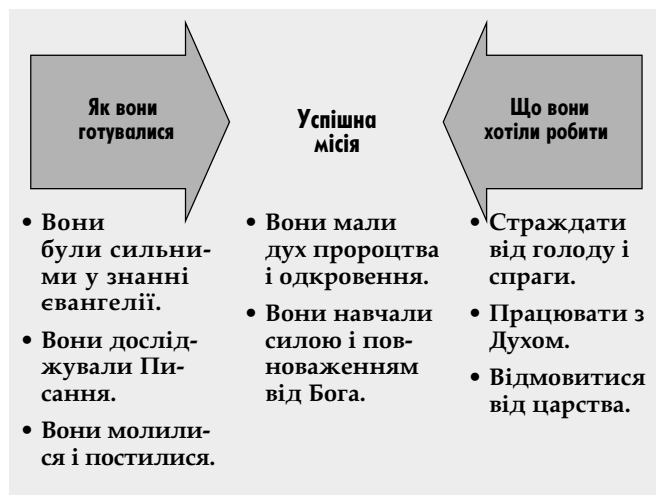 Як вони
готувалися
Успішна
місія
Що вони
хотіли робити
• Вони
були сильни-
ми у знанні
євангелії.
• Вони дослід-
жували Пи-
сання.
• Вони молили-
ся і постилися.
• Вони мали
дух пророцтва
і одкровення.
• Вони навчали
силою і пов-
новаженням
від Бога.
• Страждати
від голоду і
спраги.
• Працювати з
Духом.
• Відмовитися
від царства.